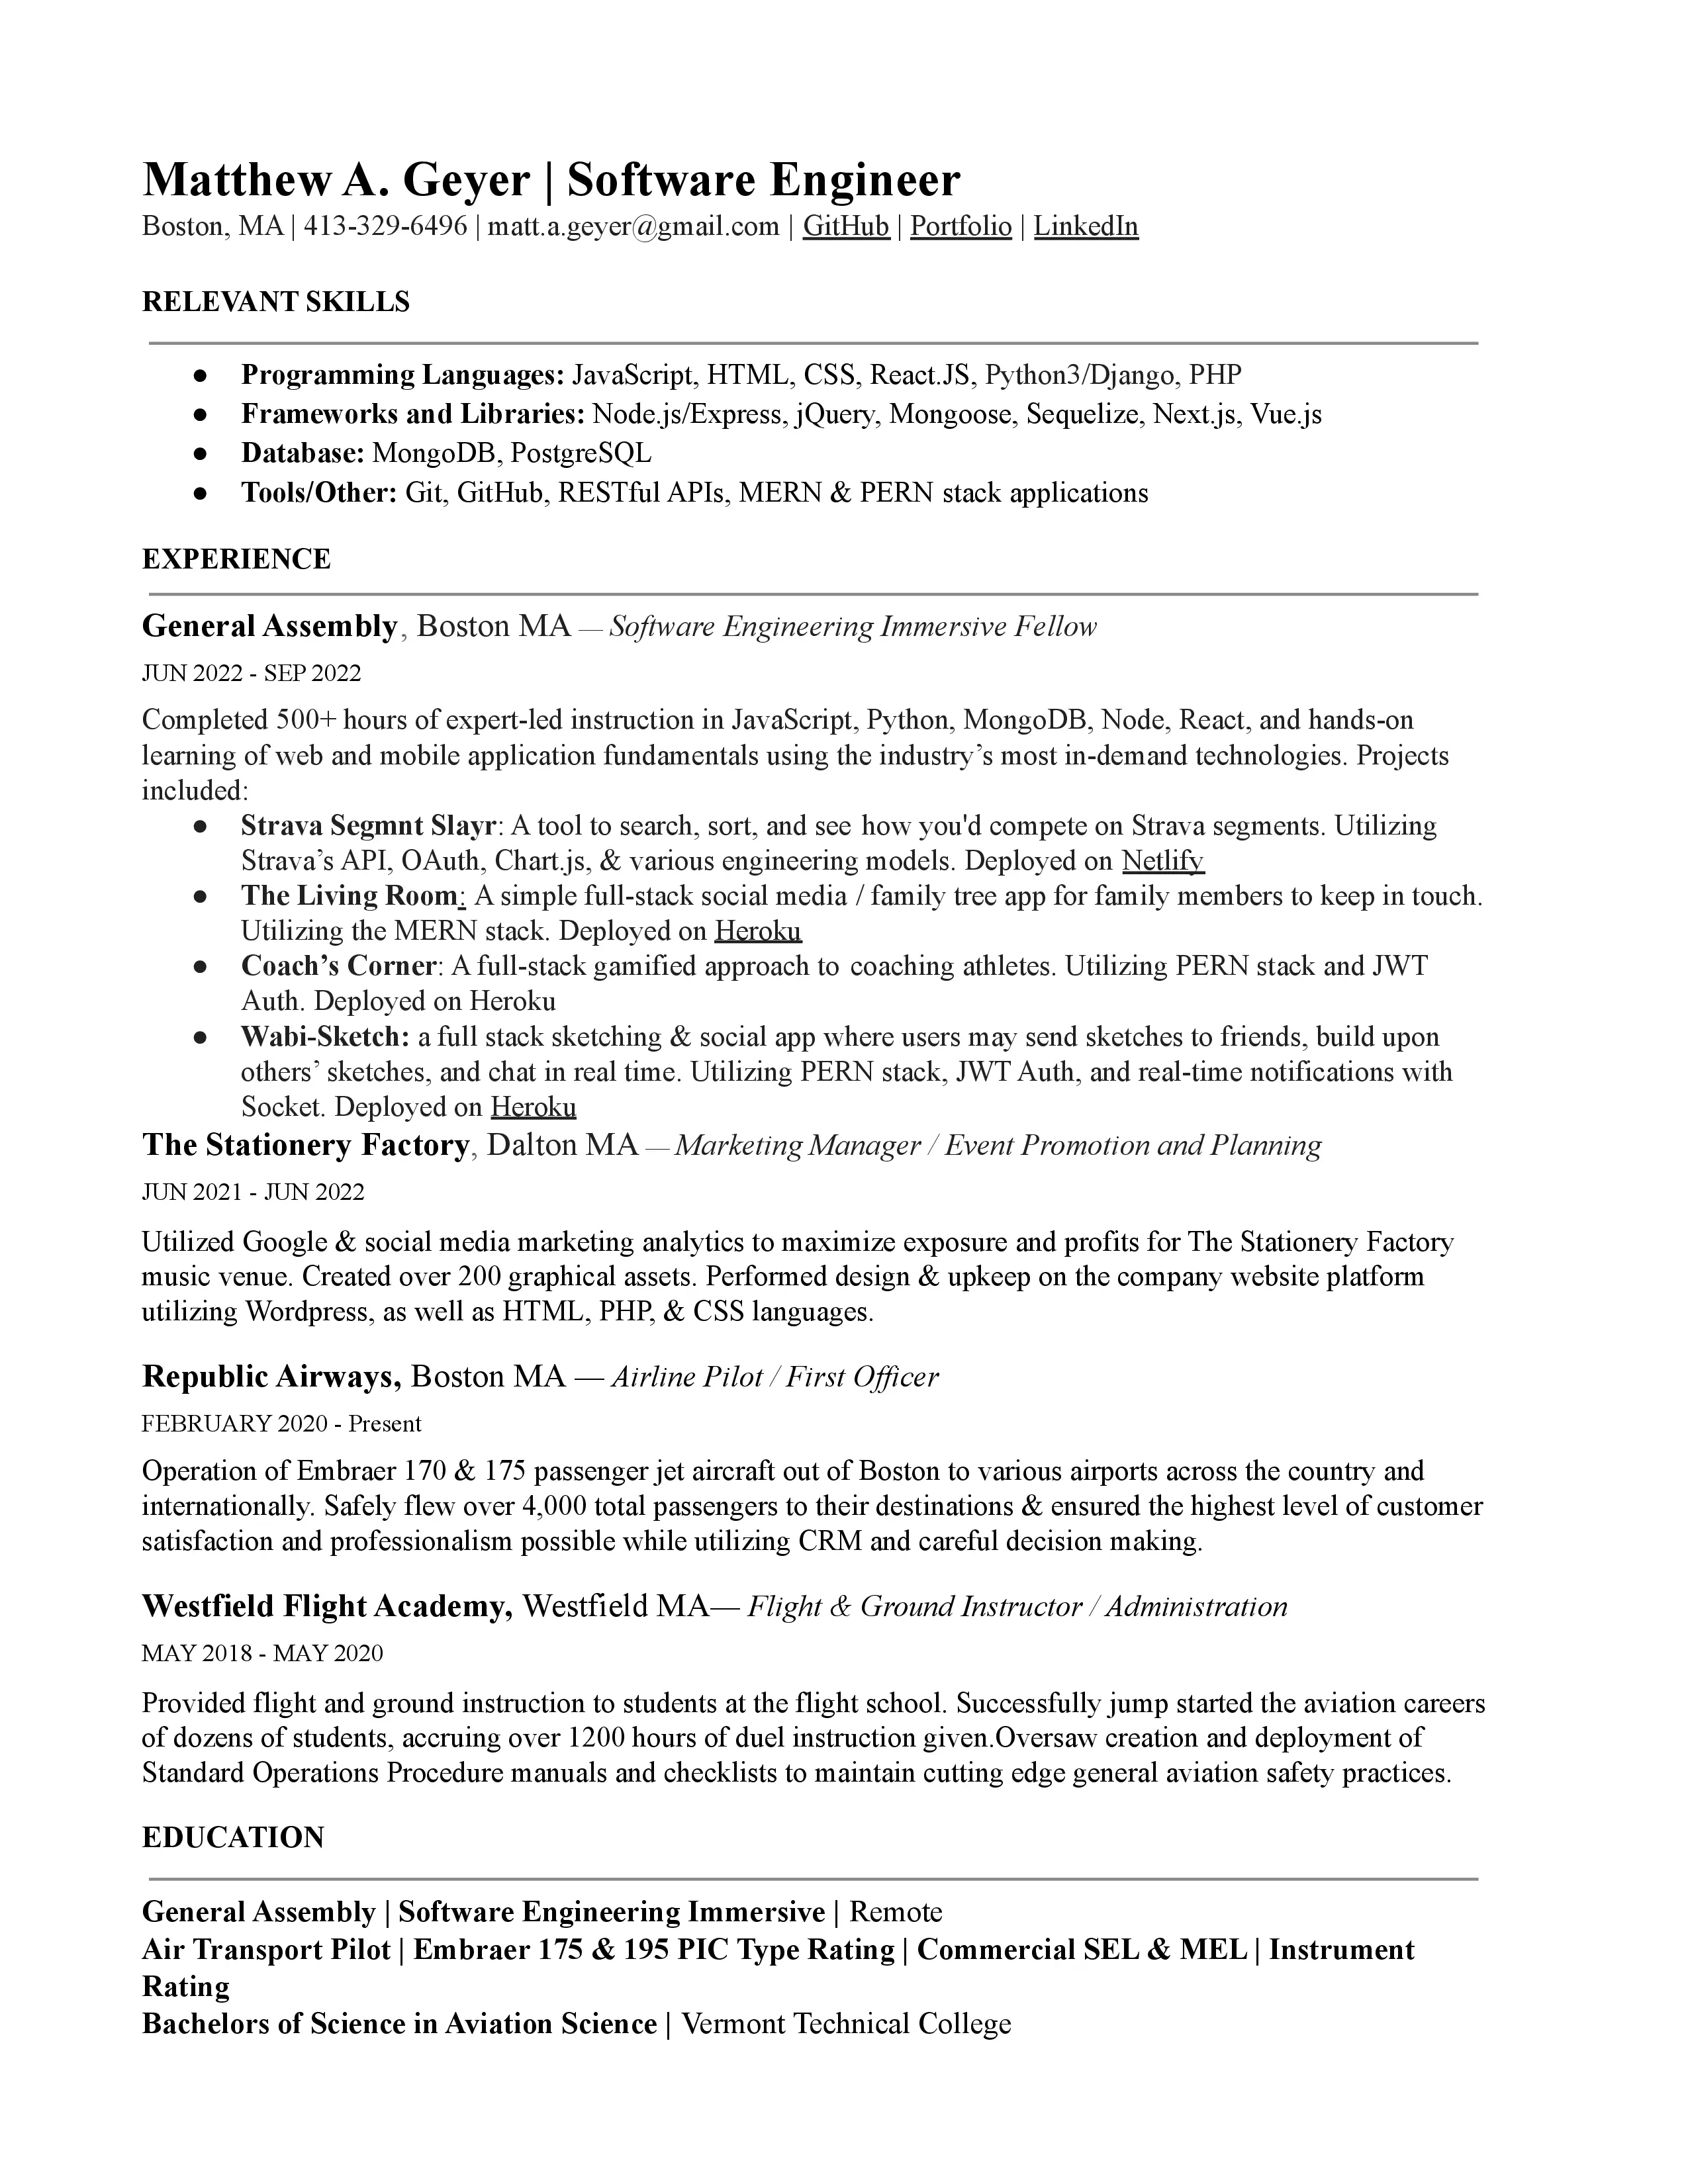 Matthew A. Geyer | Software Engineer
Boston, MA | 413-329-6496 | matt.a.geyer@gmail.com | GitHub | Portfolio | LinkedIn
RELEVANT SKILLS
● Programming Languages: JavaScript, HTML, CSS, React.JS, Python3/Django, PHP
● Frameworks and Libraries: Node.js/Express, jQuery, Mongoose, Sequelize, Next.js, Vue.js
● Database: MongoDB, PostgreSQL
● Tools/Other: Git, GitHub, RESTful APIs, MERN & PERN stack applications
EXPERIENCE
General Assembly, Boston MA — Software Engineering Immersive Fellow
JUN 2022 - SEP 2022
Completed 500+ hours of expert-led instruction in JavaScript, Python, MongoDB, Node, React, and hands-on
learning of web and mobile application fundamentals using the industry’s most in-demand technologies. Projects
included:
● Strava Segmnt Slayr: A tool to search, sort, and see how you'd compete on Strava segments. Utilizing
Strava’s API, OAuth, Chart.js, & various engineering models. Deployed on Netlify
● The Living Room: A simple full-stack social media / family tree app for family members to keep in touch.
Utilizing the MERN stack. Deployed on Heroku
● Coach’s Corner: A full-stack gamified approach to coaching athletes. Utilizing PERN stack and JWT
Auth. Deployed on Heroku
● Wabi-Sketch: a full stack sketching & social app where users may send sketches to friends, build upon
others’ sketches, and chat in real time. Utilizing PERN stack, JWT Auth, and real-time notifications with
Socket. Deployed on Heroku
The Stationery Factory, Dalton MA — Marketing Manager / Event Promotion and Planning
JUN 2021 - JUN 2022
Utilized Google & social media marketing analytics to maximize exposure and profits for The Stationery Factory
music venue. Created over 200 graphical assets. Performed design & upkeep on the company website platform
utilizing Wordpress, as well as HTML, PHP, & CSS languages.
Republic Airways, Boston MA — Airline Pilot / First Officer
FEBRUARY 2020 - Present
Operation of Embraer 170 & 175 passenger jet aircraft out of Boston to various airports across the country and
internationally. Safely flew over 4,000 total passengers to their destinations & ensured the highest level of customer
satisfaction and professionalism possible while utilizing CRM and careful decision making.
Westfield Flight Academy, Westfield MA— Flight & Ground Instructor / Administration
MAY 2018 - MAY 2020
Provided flight and ground instruction to students at the flight school. Successfully jump started the aviation careers
of dozens of students, accruing over 1200 hours of duel instruction given.Oversaw creation and deployment of
Standard Operations Procedure manuals and checklists to maintain cutting edge general aviation safety practices.
EDUCATION
General Assembly | Software Engineering Immersive | Remote
Air Transport Pilot | Embraer 175 & 195 PIC Type Rating | Commercial SEL & MEL | Instrument
Rating
Bachelors of Science in Aviation Science | Vermont Technical College